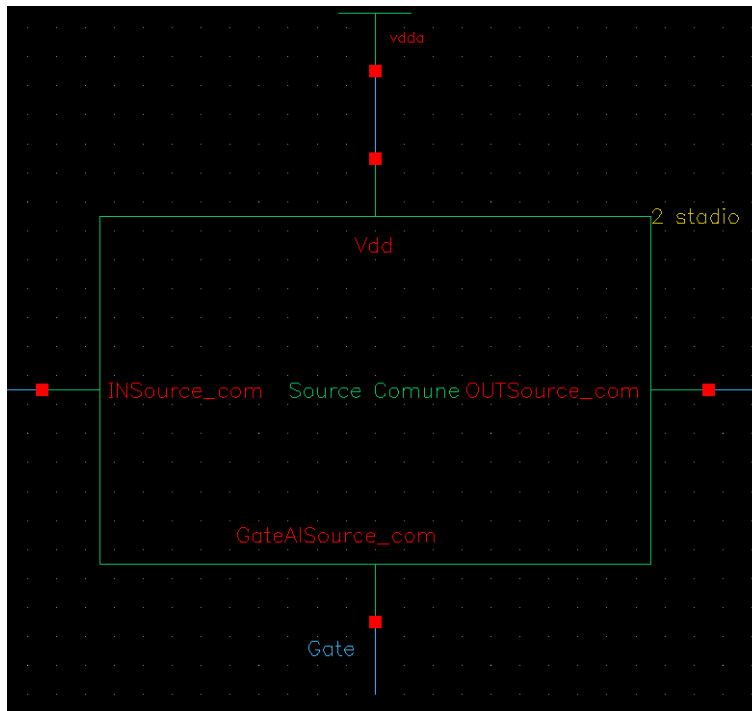 vdda
2 stadio
Vdd
INSource_com Source Comune OUTSource_com
GateAlSource_com
Gate